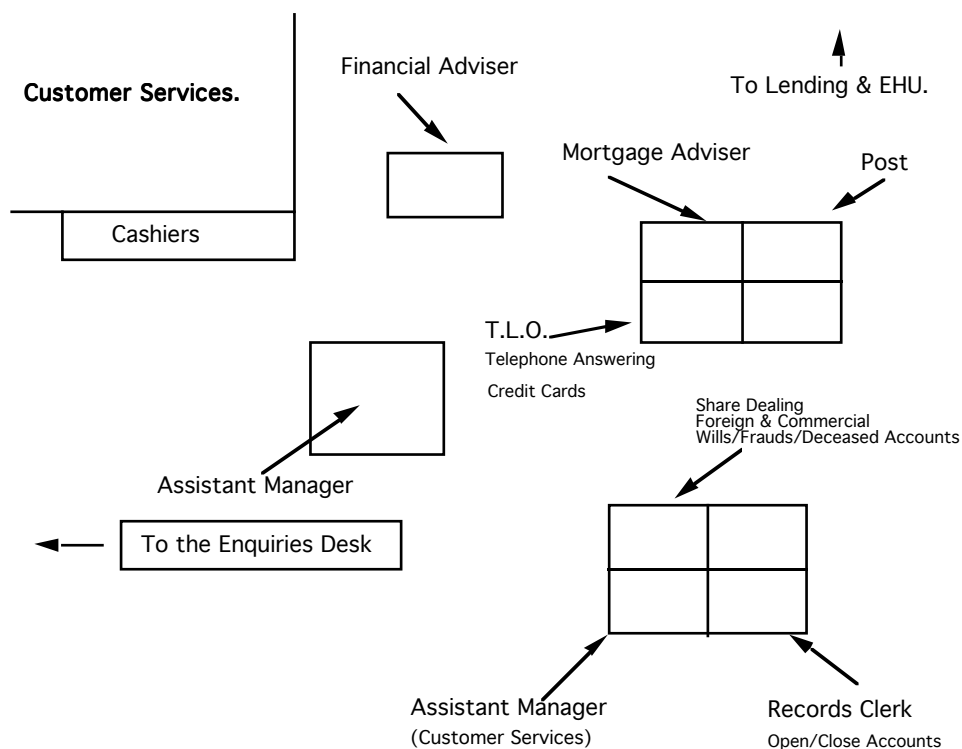 Customer Services.
Financial Adviser
To Lending & EHU.
Mortgage Adviser
Post
Cashiers
T.L.O.
Telephone Answering
Credit Cards
Share Dealing
Foreign & Commercial
Wills/Frauds/Deceased Accounts
Assistant Manager
To the Enquiries Desk
Assistant Manager
(Customer Services)
Records Clerk
Open/Close Accounts